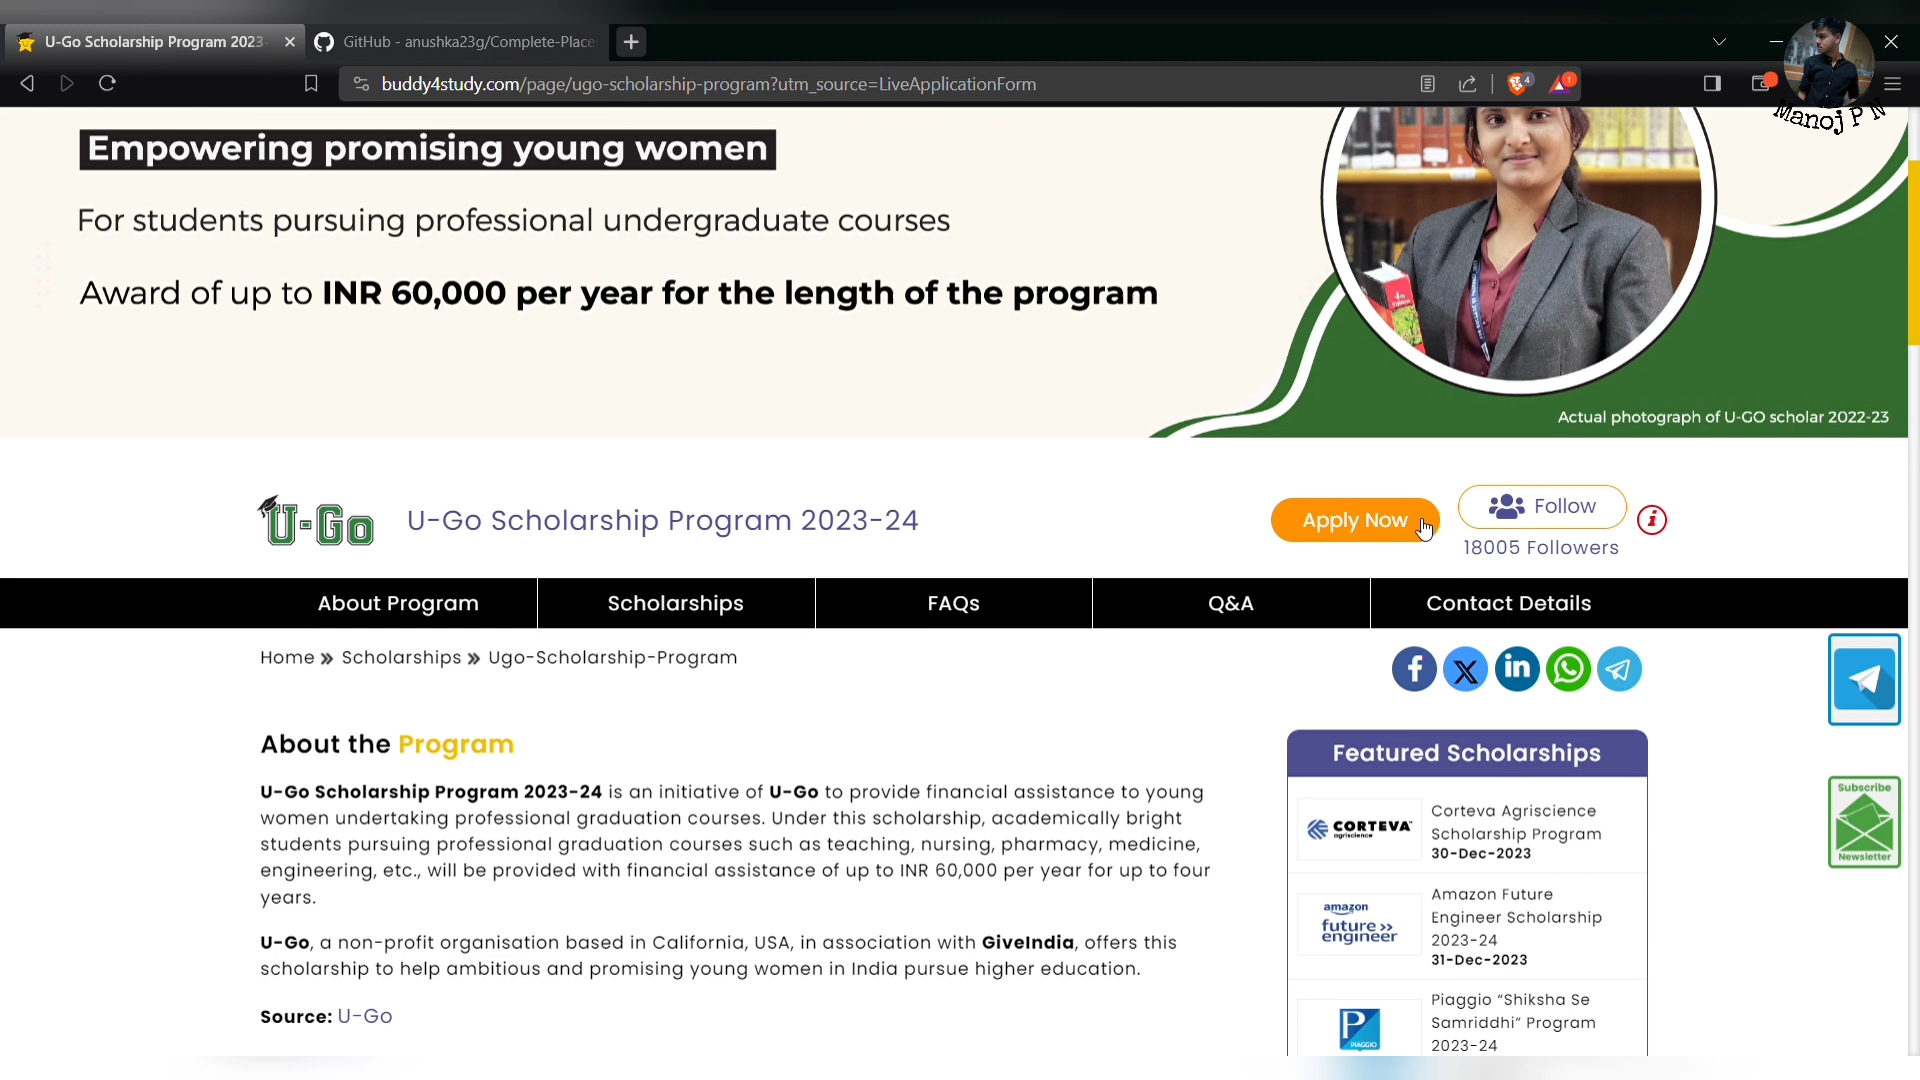 U-Go Scholarship Program 2023-
GitHub - anushka23g/Complete-Place
buddy4study.com/page/ugo-scholarship-program?utm_source=LiveApplicationForm
4
1
Manoj P N
Empowering promising young women
For students pursuing professional undergraduate courses
Award of up to INR 60,000 per year for the length of the program
4th Edition
Actual photograph of U-GO scholar 2022-23
U-Go
U-Go Scholarship Program 2023-24
Apply Now
Follow
i
18005 Followers
About Program
Scholarships
FAQs
Q&A
Contact Details
Home » Scholarships » Ugo-Scholarship-Program
About the Program
U-Go Scholarship Program 2023-24 is an initiative of U-Go to provide financial assistance to young
women undertaking professional graduation courses. Under this scholarship, academically bright
students pursuing professional graduation courses such as teaching, nursing, pharmacy, medicine,
engineering, etc., will be provided with financial assistance of up to INR 60,000 per year for up to four
years.
U-Go, a non-profit organisation based in California, USA, in association with GiveIndia, offers this
scholarship to help ambitious and promising young women in India pursue higher education.
Source: U-Go
Featured Scholarships
CORTEVA™
agriscience
Corteva Agriscience
Scholarship Program
30-Dec-2023
amazon
future
engineer
Amazon Future
Engineer Scholarship
2023-24
31-Dec-2023
P
PIAGGIO
Piaggio “Shiksha Se
Samriddhi” Program
2023-24
Subscribe
Newsletter